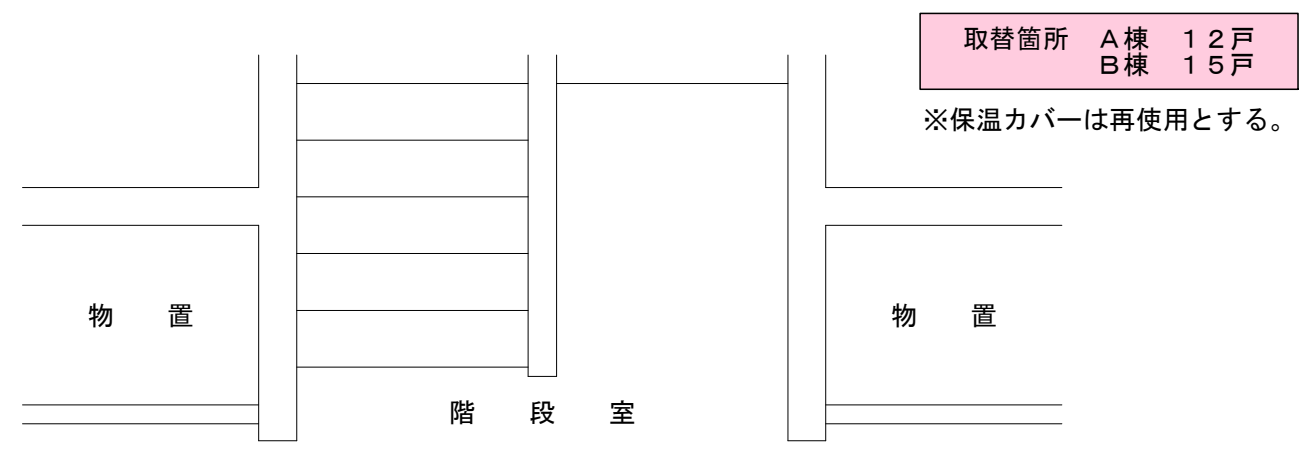 取替箇所　Ａ棟　１２戸
Ｂ棟　１５戸
※保温カバーは再使用とする。
物　置
物　置
階　段　室